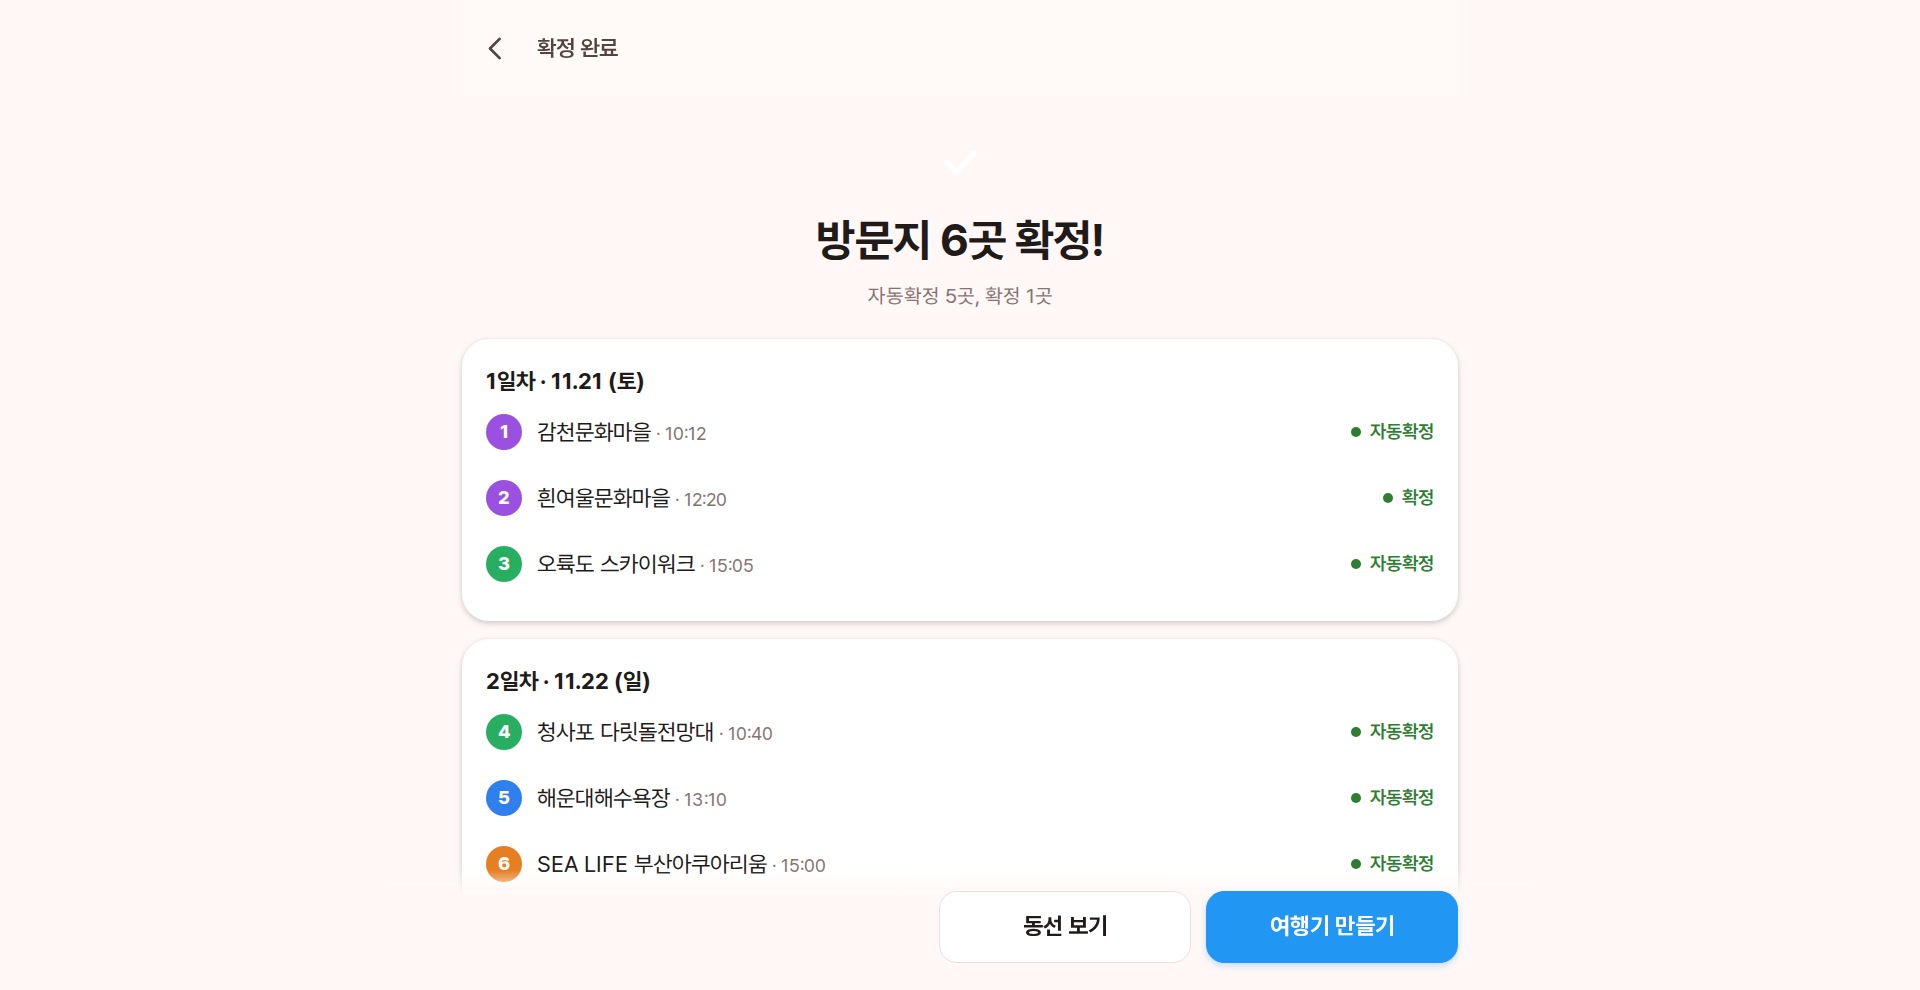 확정 완료
방문지 6곳 확정!
자동확정 5곳, 확정 1곳
1일차 · 11.21 (토)
1 감천문화마을 · 10:12 자동확정
2 흰여울문화마을 · 12:20 확정
3 오륙도 스카이워크 · 15:05 자동확정
2일차 · 11.22 (일)
4 청사포 다릿돌전망대 · 10:40 자동확정
5 해운대해수욕장 · 13:10 자동확정
6 SEA LIFE 부산아쿠아리움 · 15:00 자동확정
동선 보기 여행기 만들기